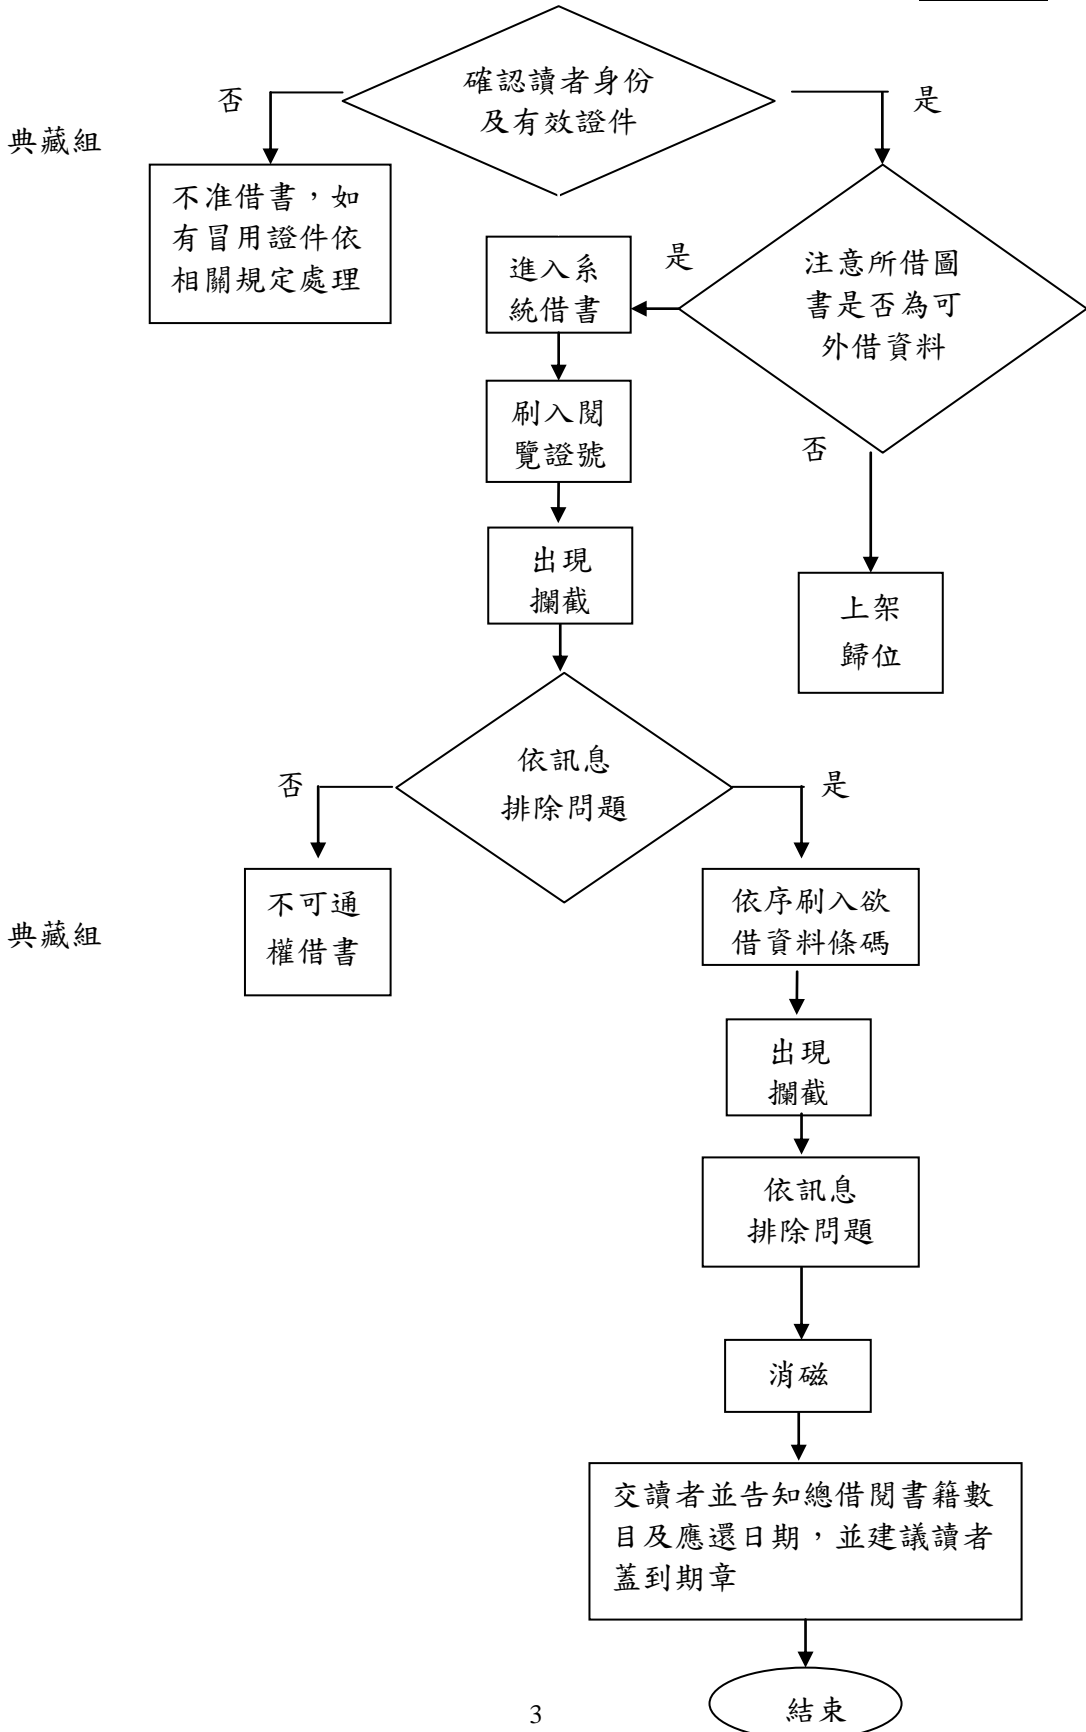 確認讀者身份
及有效證件
否
是
典藏組
不准借書，如
有冒用證件依
相關規定處理
進入系
統借書
是
注意所借圖
書是否為可
外借資料
刷入閱
覽證號
否
出現
攔截
上架
歸位
依訊息
排除問題
否
是
典藏組
不可通
權借書
依序刷入欲
借資料條碼
出現
攔截
依訊息
排除問題
消磁
交讀者並告知總借閱書籍數
目及應還日期，並建議讀者
蓋到期章
結束
3